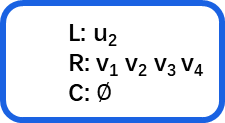 L: u₂
R: v₁ v₂ v₃ v₄
C: ∅